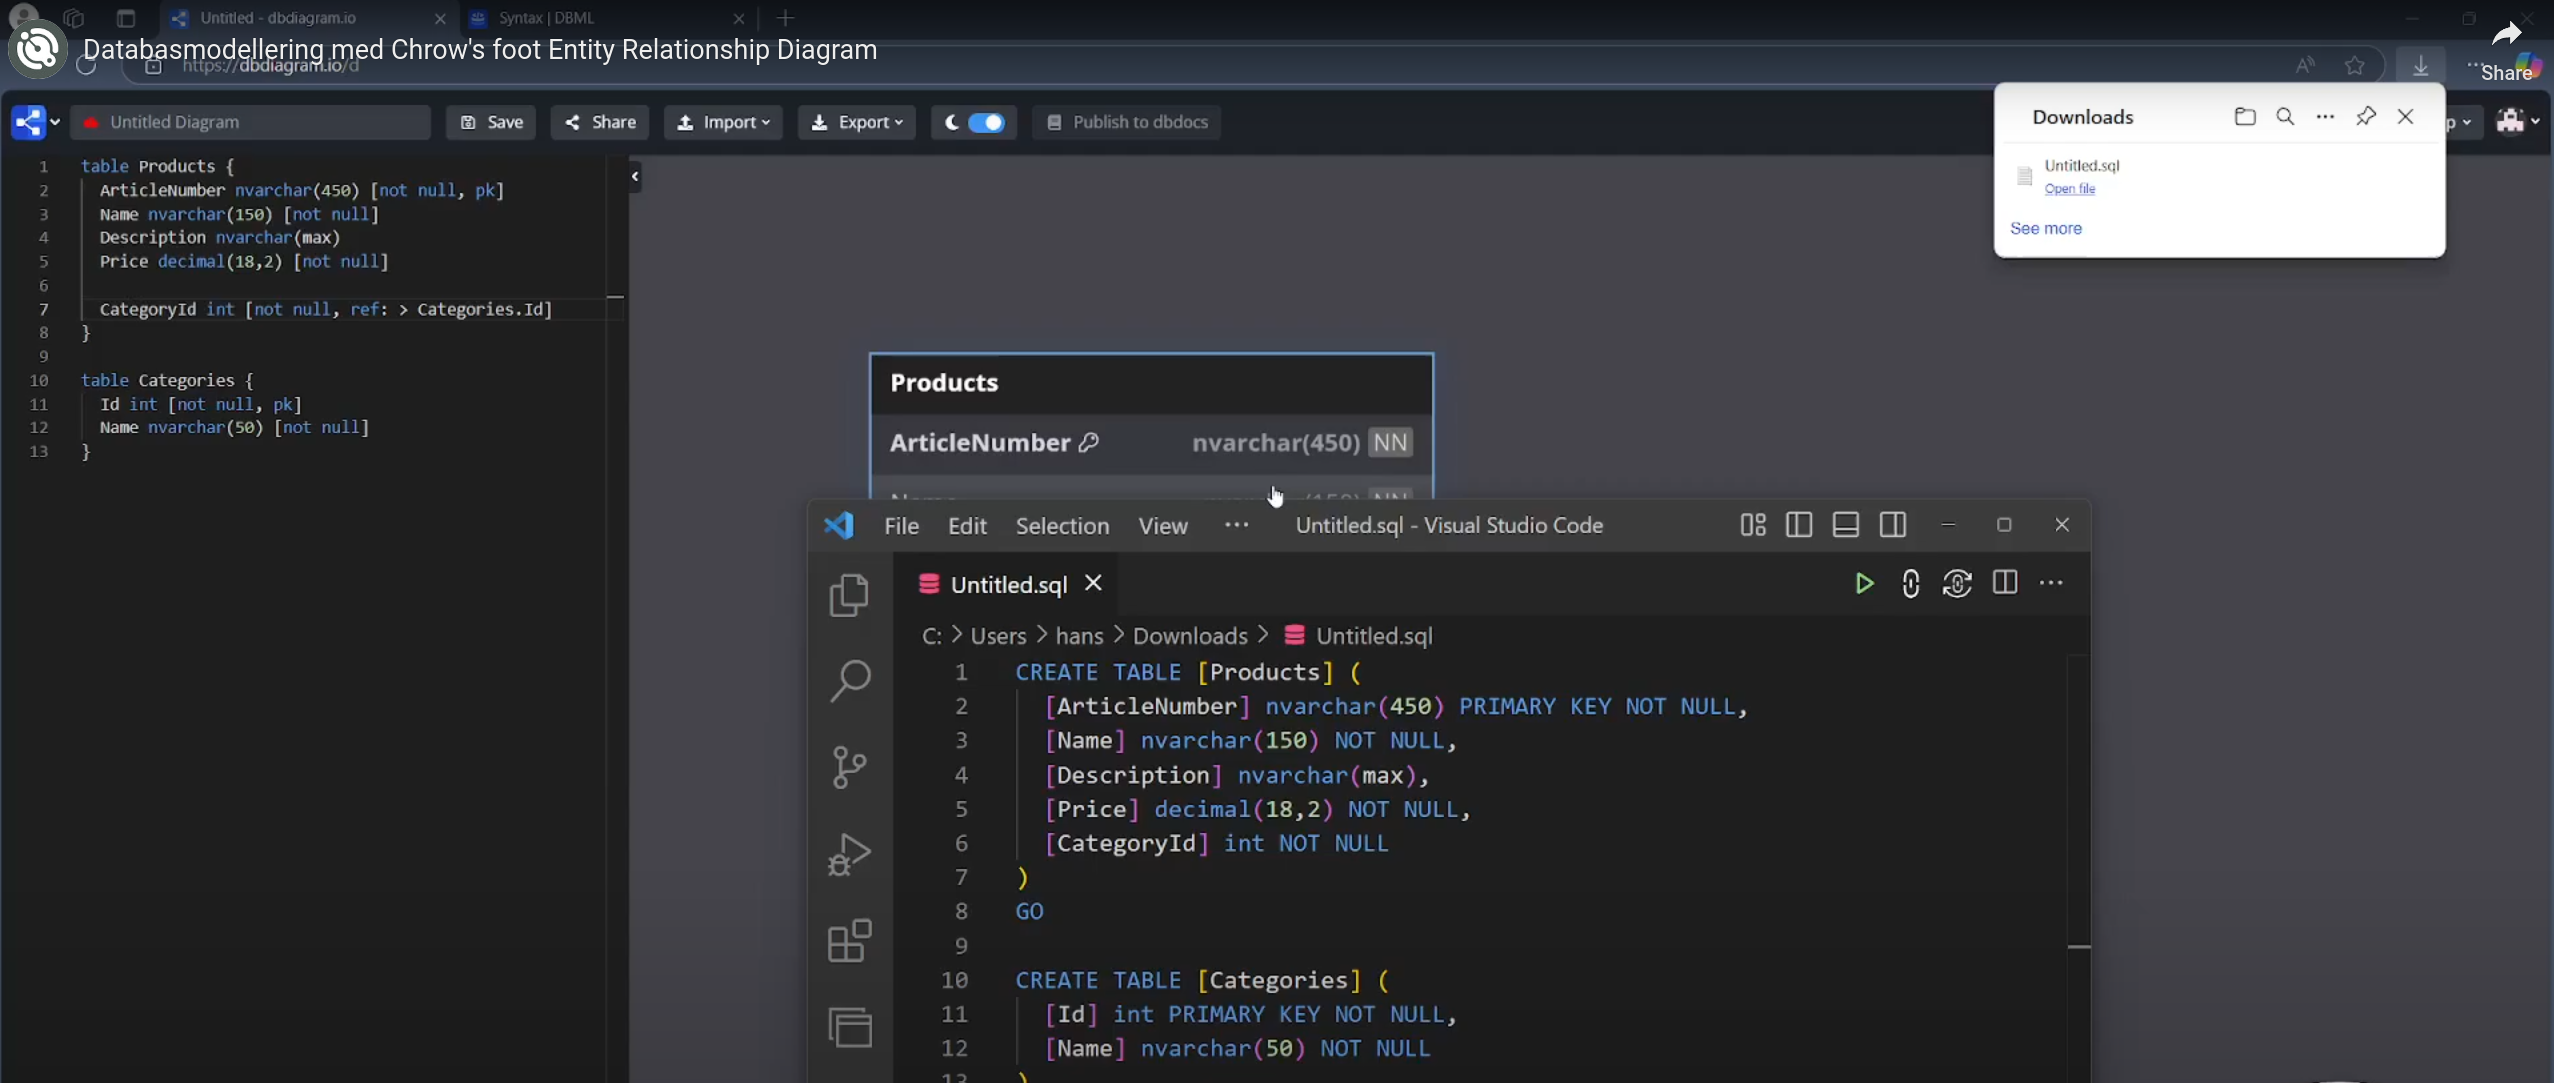 Untitled - dbdiagram.io
Syntax | DBML
Databasmodellering med Chrow's foot Entity Relationship Diagram
https://dbdiagram.io/d
Share
Untitled Diagram
Save
Share
Import
Export
Publish to dbdocs
Downloads
Untitled.sql
Open file
See more
1 table Products {
2 ArticleNumber nvarchar(450) [not null, pk]
3 Name nvarchar(150) [not null]
4 Description nvarchar(max)
5 Price decimal(18,2) [not null]
6
7 CategoryId int [not null, ref: > Categories.Id]
8 }
9
10 table Categories {
11 Id int [not null, pk]
12 Name nvarchar(50) [not null]
13 }
Products
ArticleNumber nvarchar(450) NN
File Edit Selection View ··· Untitled.sql - Visual Studio Code
Untitled.sql
C: > Users > hans > Downloads > Untitled.sql
1 CREATE TABLE [Products] (
2 [ArticleNumber] nvarchar(450) PRIMARY KEY NOT NULL,
3 [Name] nvarchar(150) NOT NULL,
4 [Description] nvarchar(max),
5 [Price] decimal(18,2) NOT NULL,
6 [CategoryId] int NOT NULL
7 )
8 GO
9
10 CREATE TABLE [Categories] (
11 [Id] int PRIMARY KEY NOT NULL,
12 [Name] nvarchar(50) NOT NULL
13 )